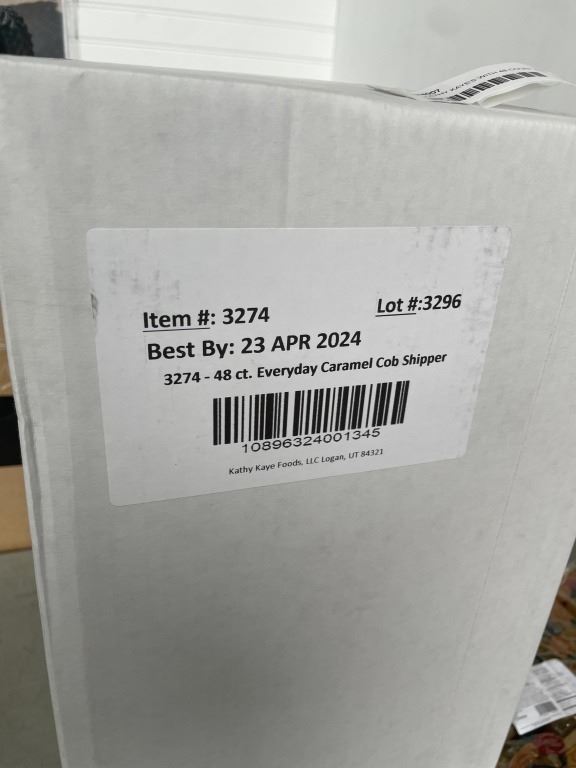 Item #: 3274 Lot #:3296
Best By: 23 APR 2024
3274 - 48 ct. Everyday Caramel Cob Shipper
10896324001345
Kathy Kaye Foods, LLC Logan, UT 84321